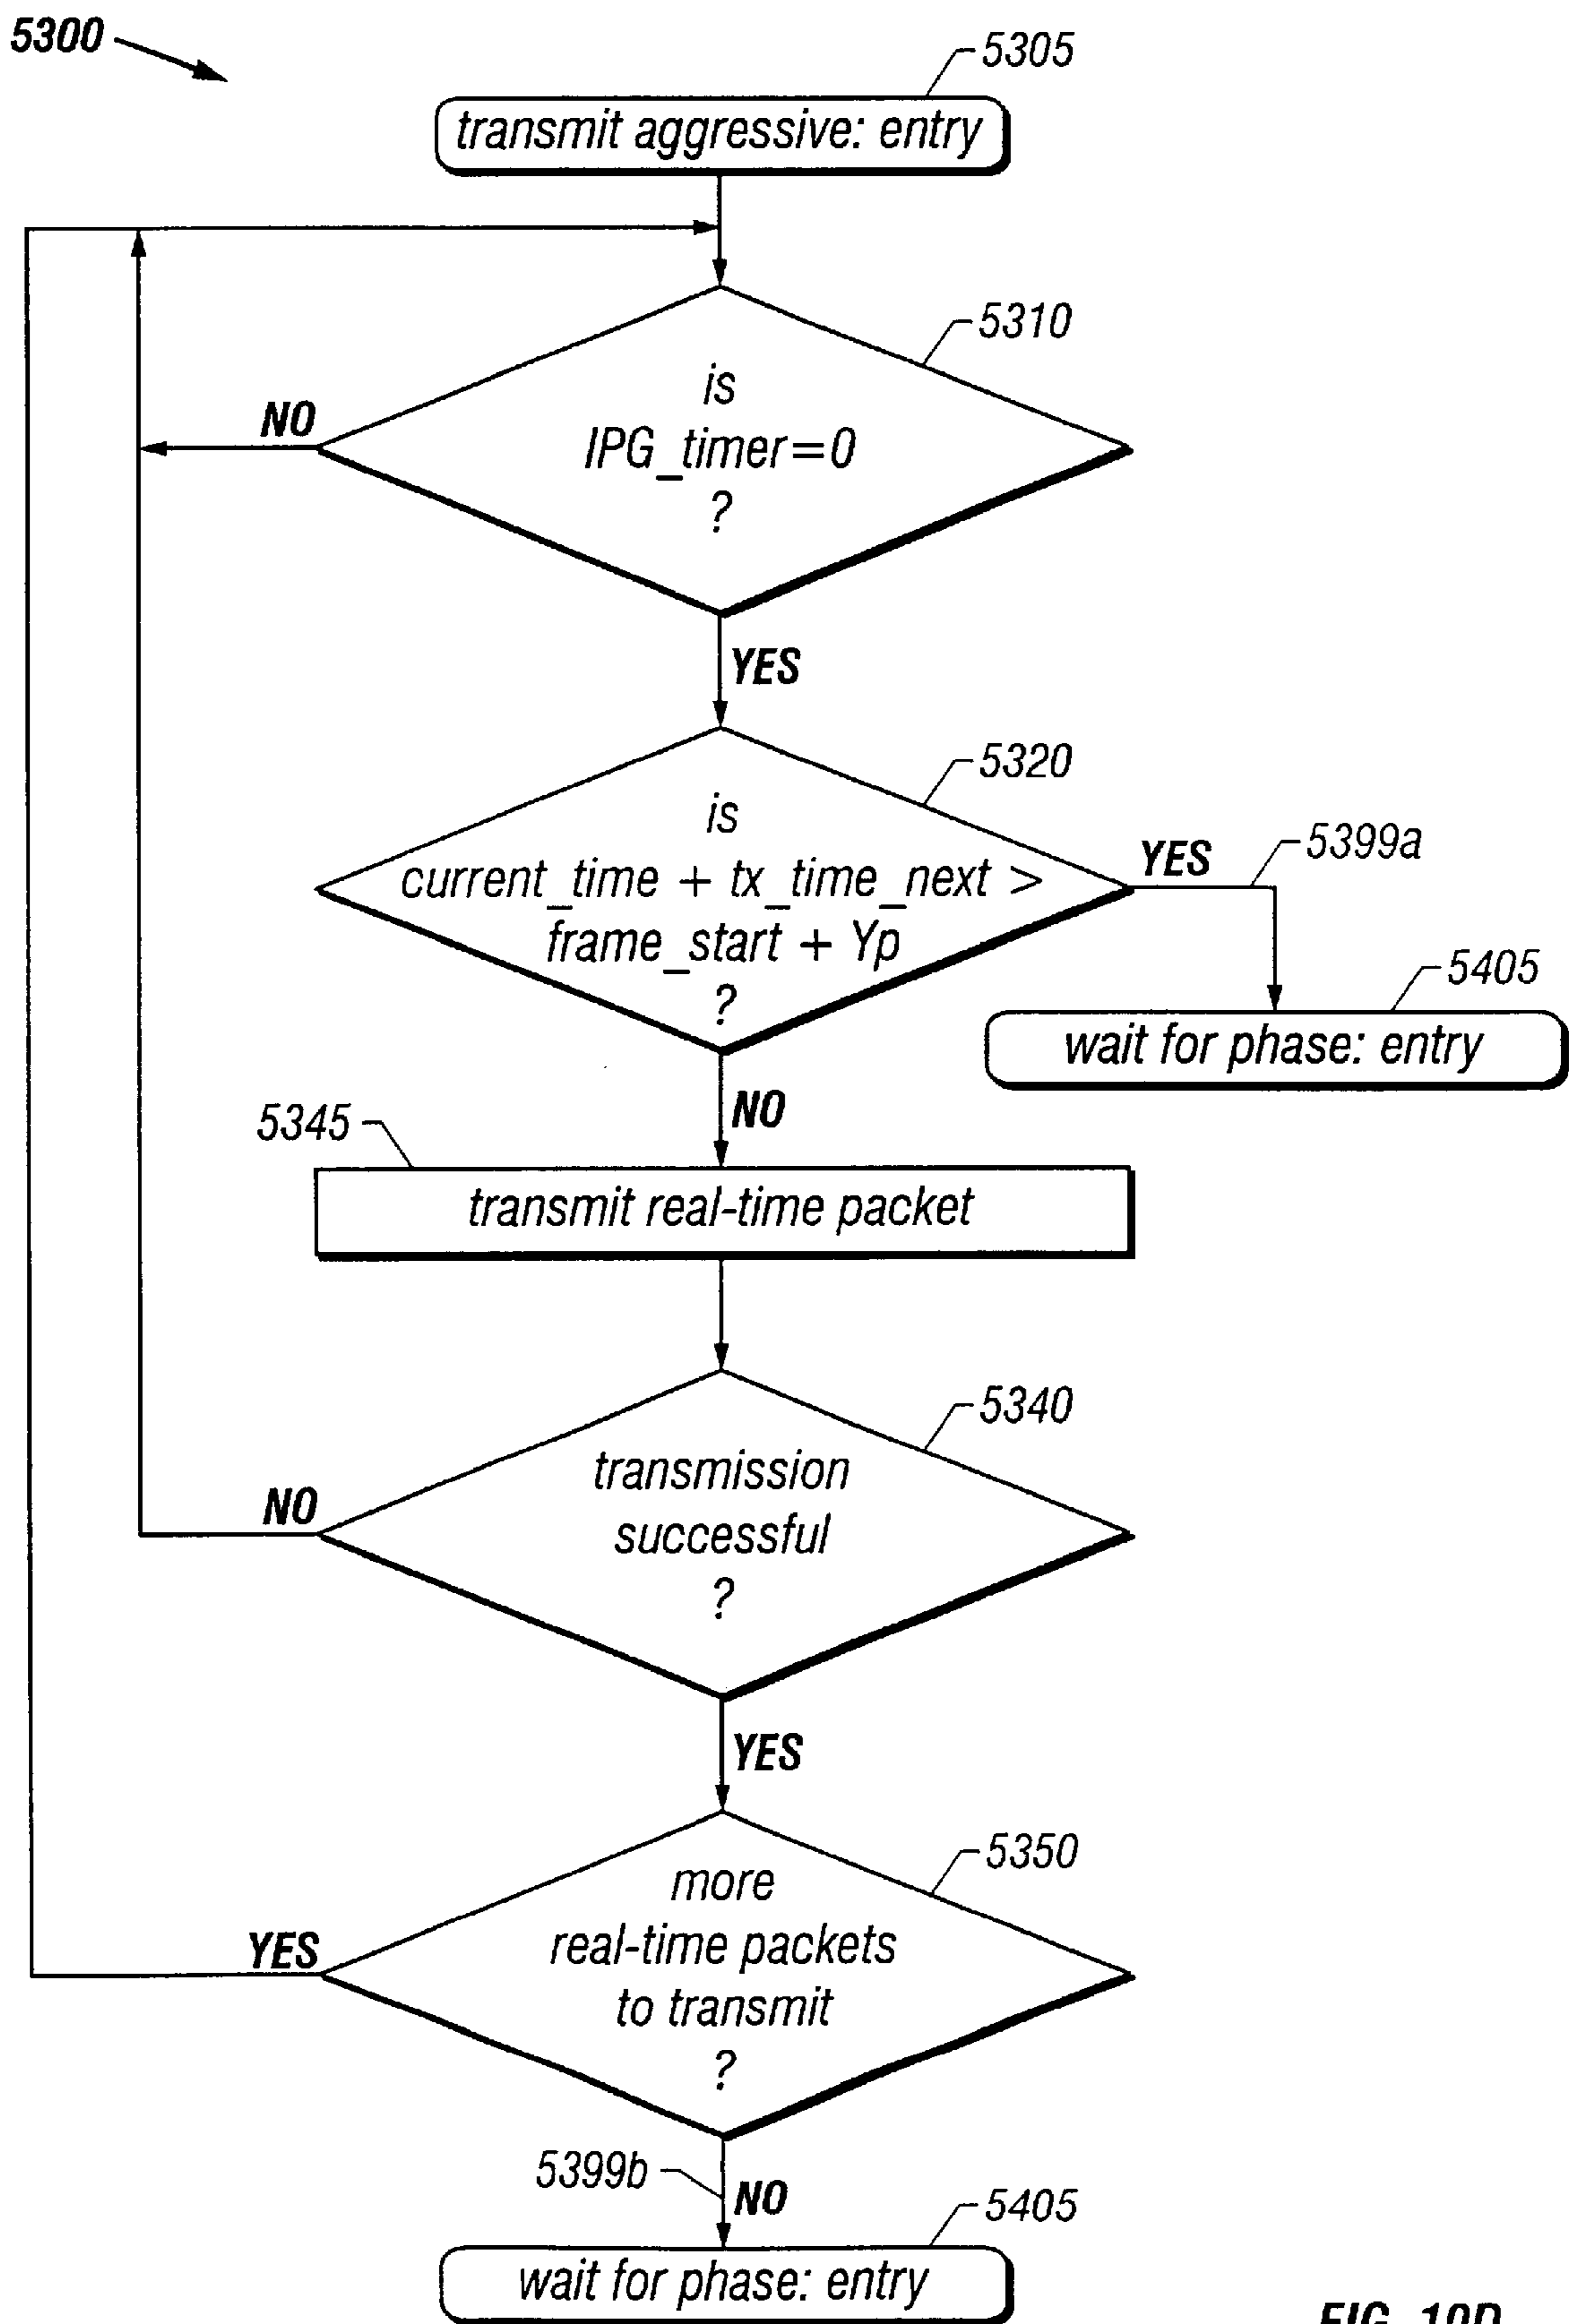 5300
5305
transmit aggressive: entry
5310
is
IPG_timer=0
?
NO
YES
5320
is
current_time + tx_time_next >
frame_start + Yp
?
YES
5399a
5405
wait for phase: entry
NO
5345
transmit real-time packet
5340
transmission
successful
?
NO
YES
5350
more
real-time packets
to transmit
?
YES
5399b
NO
5405
wait for phase: entry